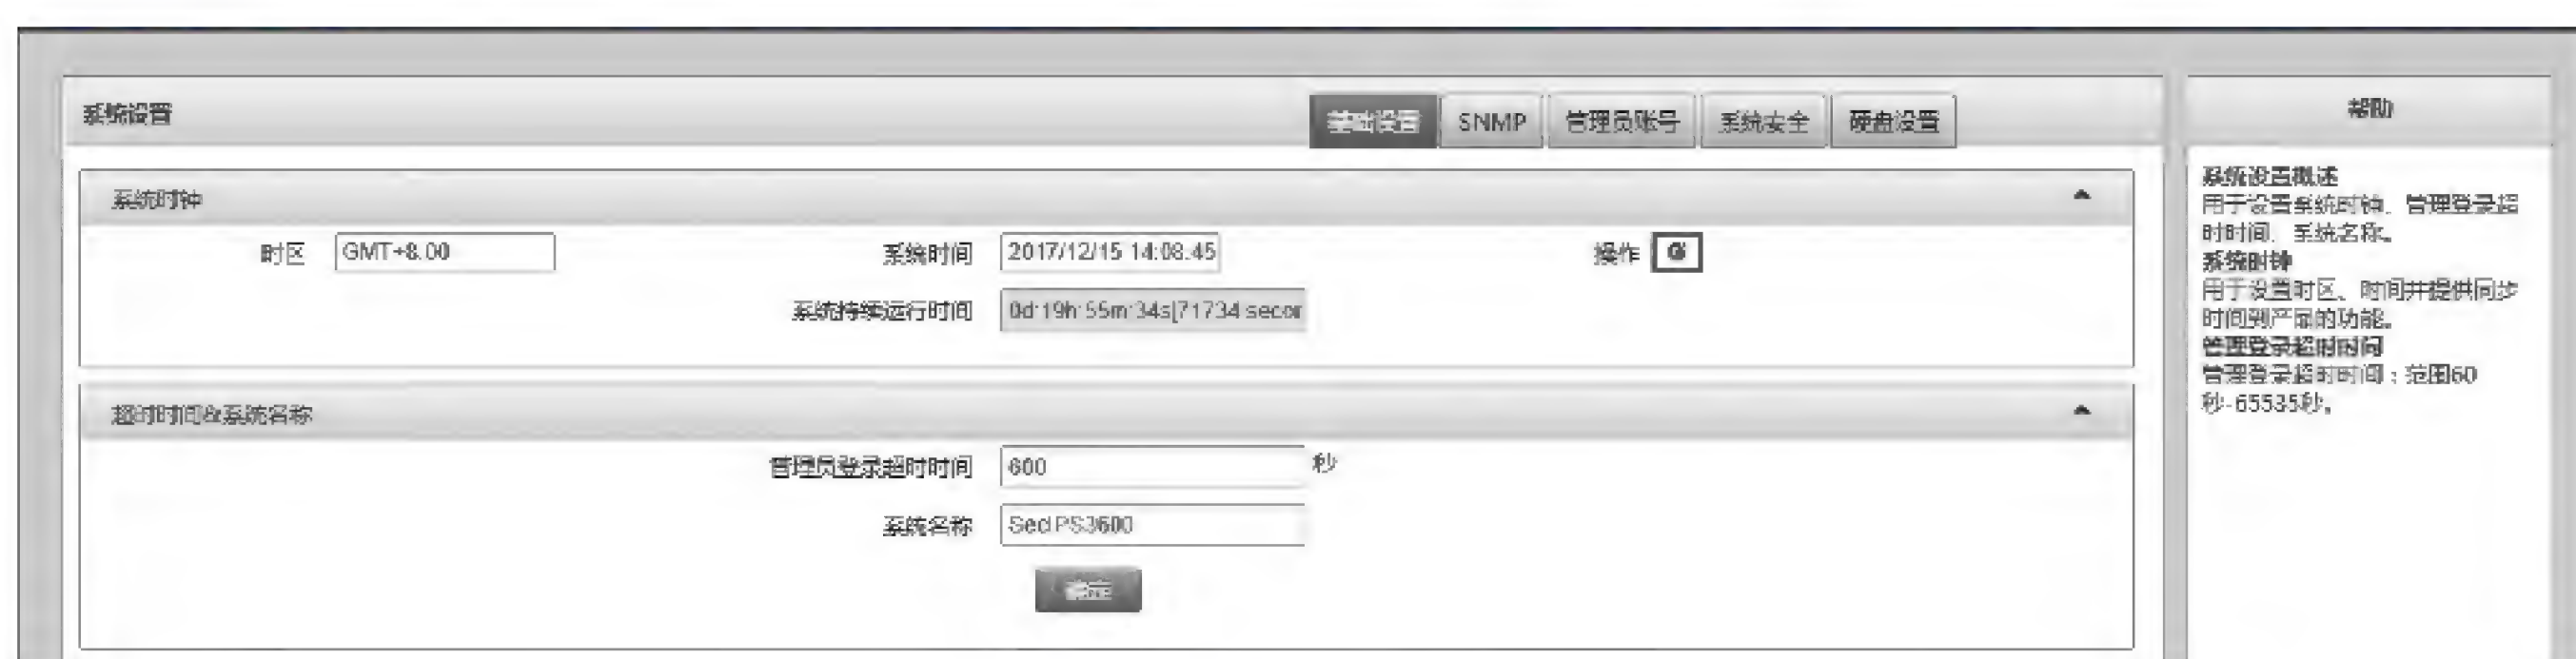 系统设置
基础设置 SNMP 管理员账号 系统安全 硬盘设置
系统时钟
时区 GMT+8.00 系统时间 2017/12/15 14:08:45 操作
系统持续运行时间 0d:19h:55m:34s[71734 secon
超时时间&系统名称
管理员登录超时时间 600 秒
系统名称 SecIPS3600
确定
帮助
系统设置概述
用于设置系统时钟、管理登录超
时时间、系统名称。
系统时钟
用于设置时区、时间并提供同步
时间到产品的功能。
管理登录超时时间
管理登录超时时间：范围60
秒-65535秒。